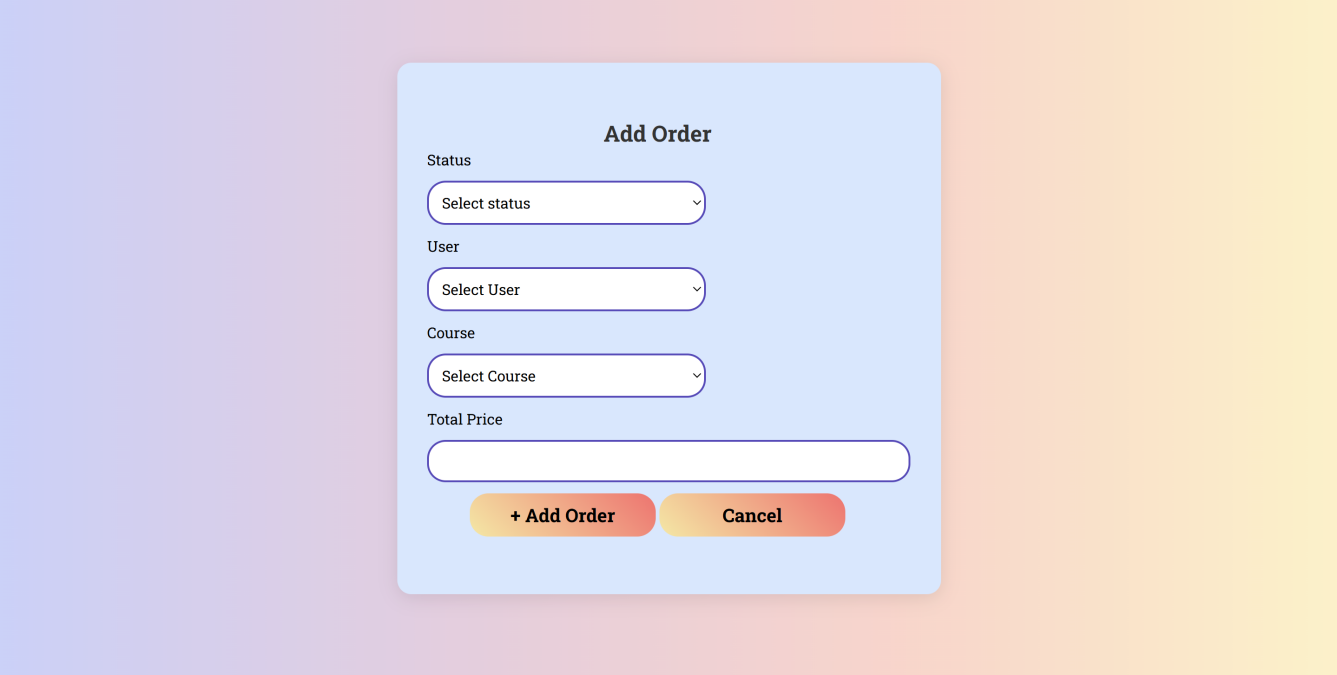 Add Order
Status
Select status
User
Select User
Course
Select Course
Total Price
+ Add Order Cancel